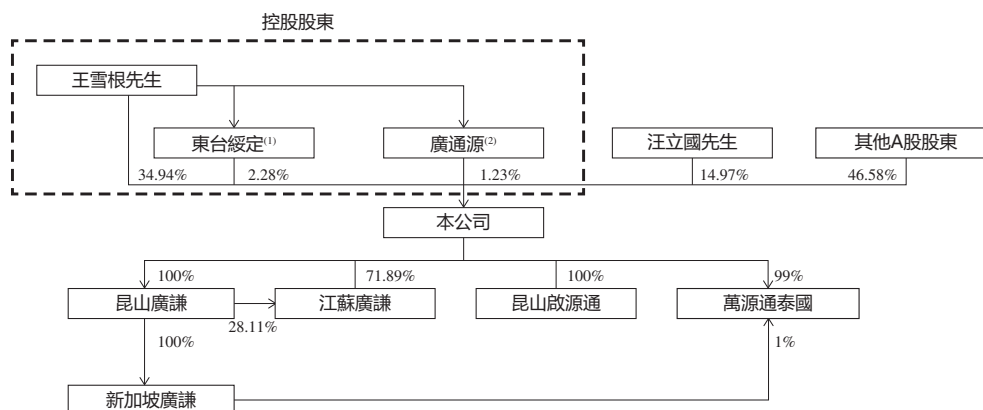 控股股東
王雪根先生
東台綏定(1)
廣通源(2)
汪立國先生
其他A股股東
34.94%
2.28%
1.23%
14.97%
46.58%
本公司
100%
71.89%
100%
99%
昆山廣謙
江蘇廣謙
昆山啟源通
萬源通泰國
28.11%
100%
1%
新加坡廣謙